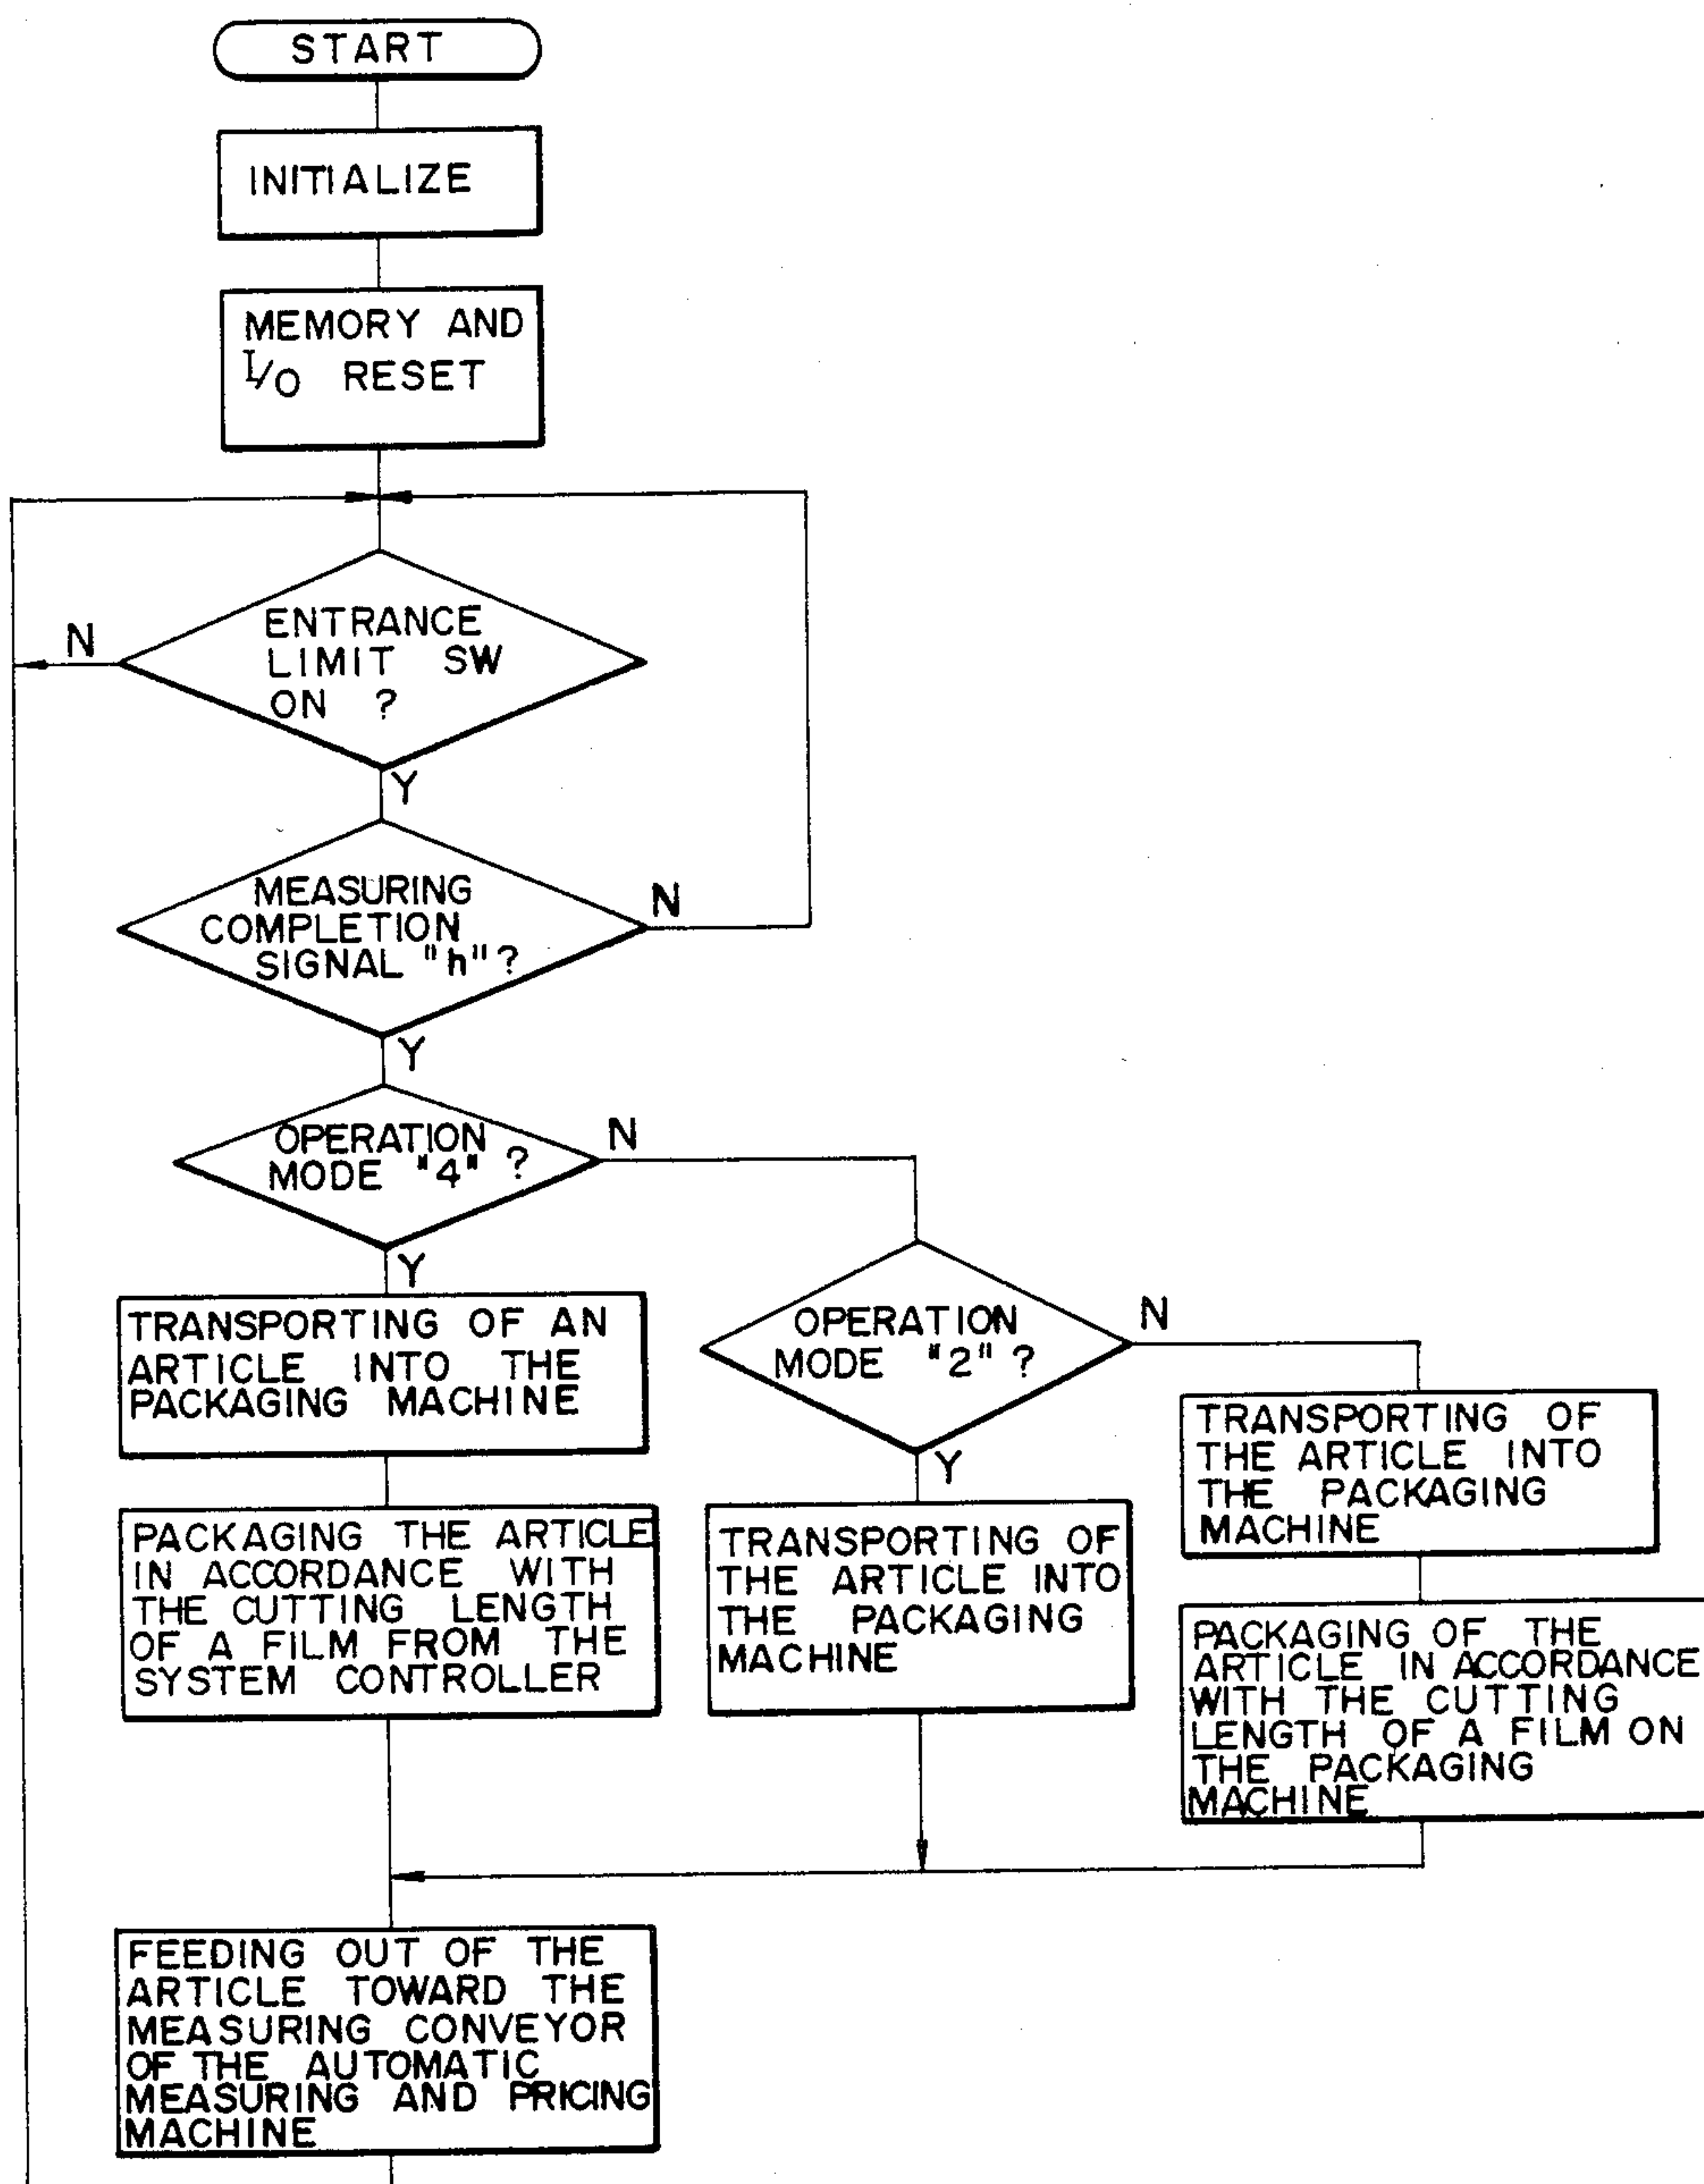 START
INITIALIZE
MEMORY AND
I/O RESET
ENTRANCE
LIMIT SW
ON ?
N
Y
MEASURING
COMPLETION
SIGNAL "h" ?
N
Y
OPERATION
MODE "4" ?
N
Y
TRANSPORTING OF AN
ARTICLE INTO THE
PACKAGING MACHINE
PACKAGING THE ARTICLE
IN ACCORDANCE WITH
THE CUTTING LENGTH
OF A FILM FROM THE
SYSTEM CONTROLLER
OPERATION
MODE "2" ?
N
Y
TRANSPORTING OF
THE ARTICLE INTO
THE PACKAGING
MACHINE
TRANSPORTING OF
THE ARTICLE INTO
THE PACKAGING
MACHINE
PACKAGING OF THE
ARTICLE IN ACCORDANCE
WITH THE CUTTING
LENGTH OF A FILM ON
THE PACKAGING
MACHINE
FEEDING OUT OF THE
ARTICLE TOWARD THE
MEASURING CONVEYOR
OF THE AUTOMATIC
MEASURING AND PRICING
MACHINE